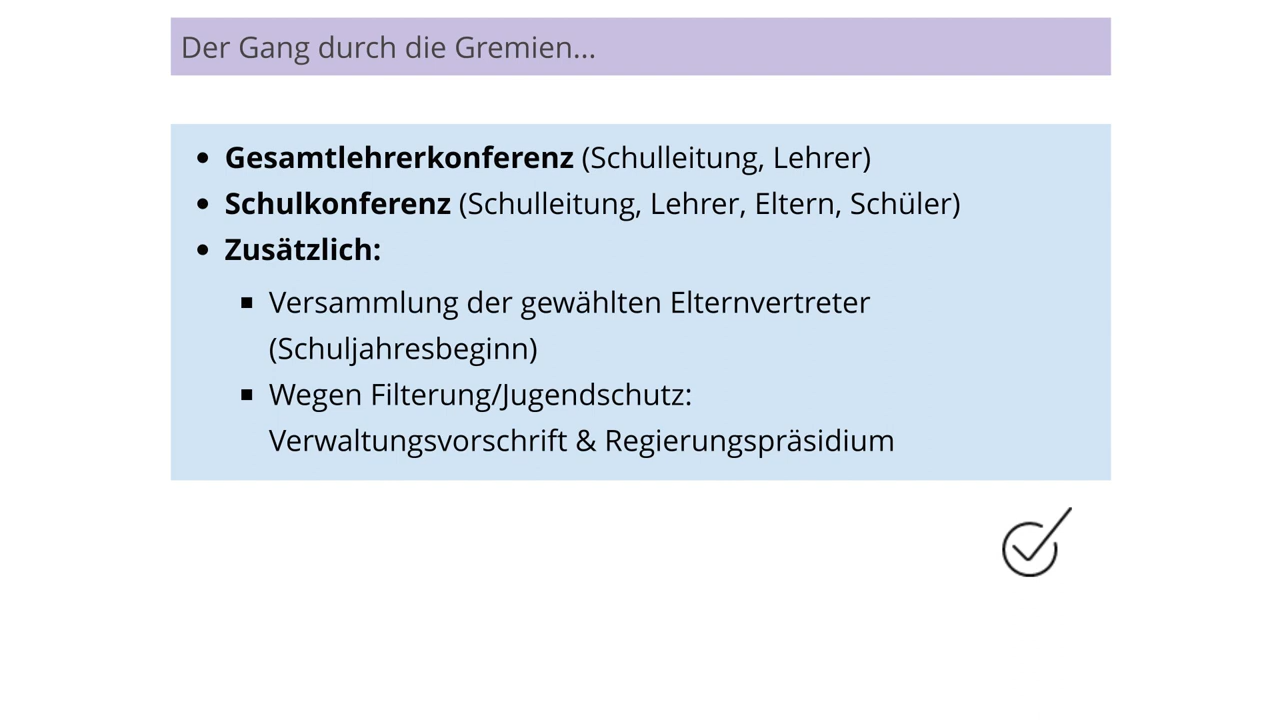 Der Gang durch die Gremien...
• Gesamtlehrerkonferenz (Schulleitung, Lehrer)
• Schulkonferenz (Schulleitung, Lehrer, Eltern, Schüler)
• Zusätzlich:
▪ Versammlung der gewählten Elternvertreter
(Schuljahresbeginn)
▪ Wegen Filterung/Jugendschutz:
Verwaltungsvorschrift & Regierungspräsidium